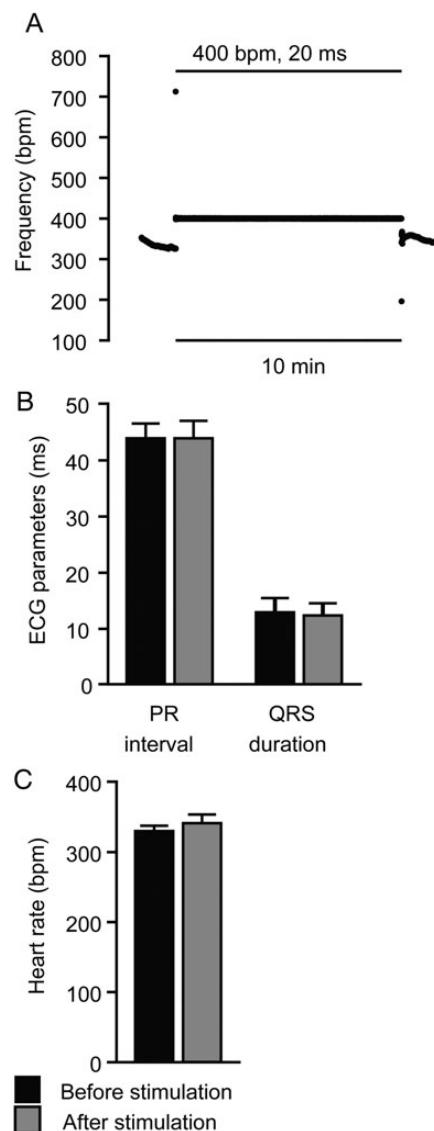 A
400 bpm, 20 ms
Frequency (bpm)
800
700
600
500
400
300
200
100
10 min
B
ECG parameters (ms)
50
40
30
20
10
0
PR
interval
QRS
duration
C
Heart rate (bpm)
400
300
200
100
0
Before stimulation
After stimulation